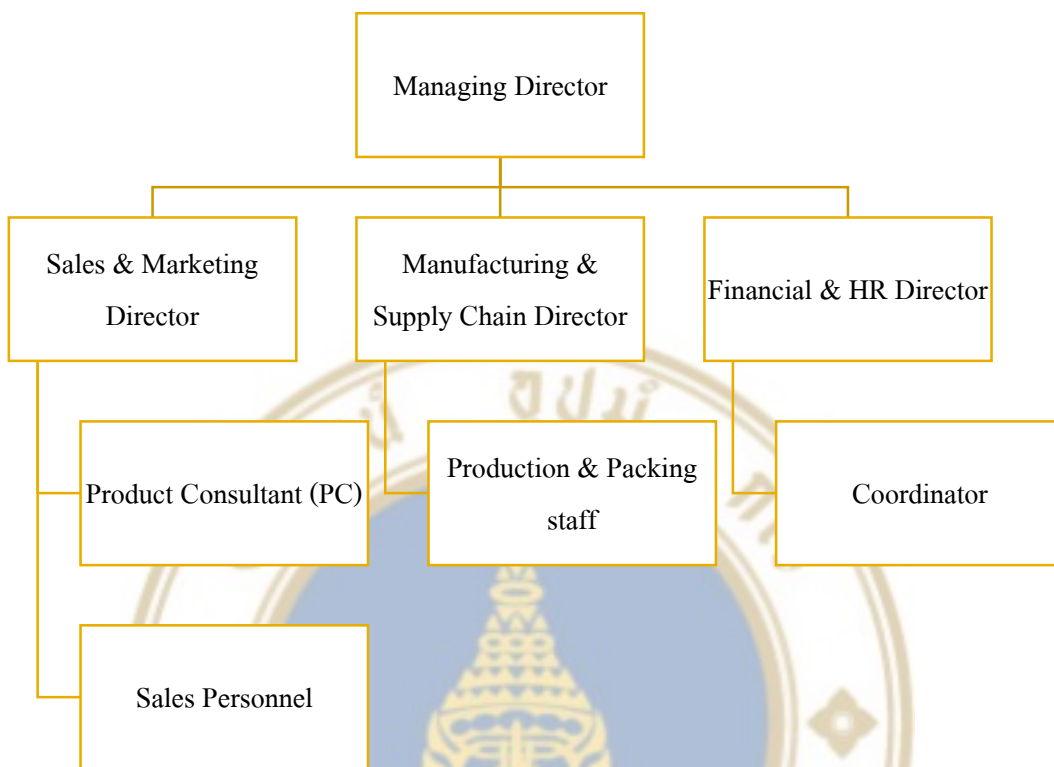 Managing Director
Sales & Marketing
Director
Manufacturing &
Supply Chain Director
Financial & HR Director
Product Consultant (PC)
Production & Packing
staff
Coordinator
Sales Personnel